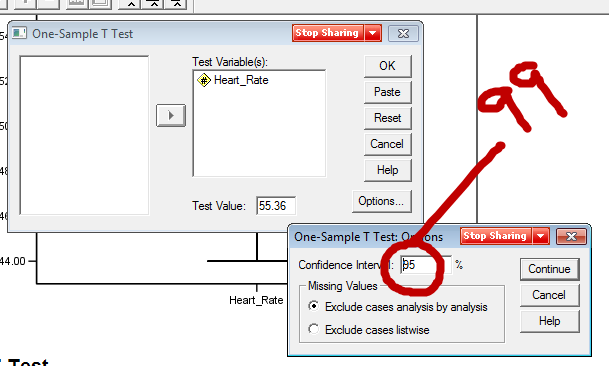 54
One-Sample T Test
Stop Sharing
52
Test Variable(s):
Heart_Rate
OK
Paste
50
Reset
Cancel
48
Help
Test Value: 55.36
Options...
46
99
One-Sample T Test: Options
Stop Sharing
44.00
Confidence Interval: 95 %
Continue
Missing Values
Cancel
Exclude cases analysis by analysis
Heart_Rate
Help
Exclude cases listwise
Test